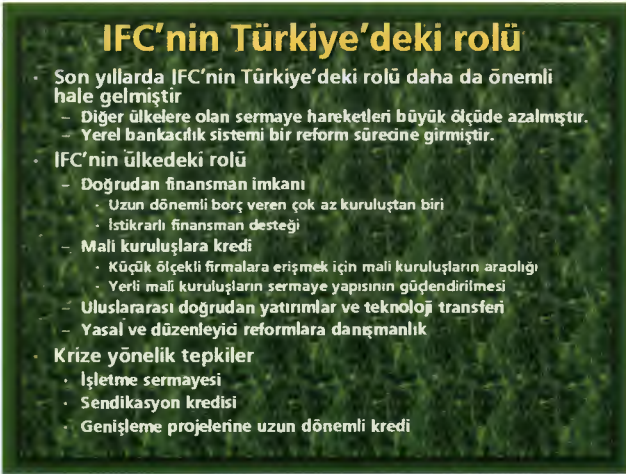 IFC'nin Türkiye'deki rolü
· Son yıllarda IFC'nin Türkiye'deki rolü daha da önemli
hale gelmiştir
– Diğer ülkelere olan sermaye hareketleri büyük ölçüde azalmıştır.
– Yerel bankacılık sistemi bir reform sürecine girmiştir.
· IFC'nin ülkedeki rolü
– Doğrudan finansman imkanı
· Uzun dönemli borç veren çok az kuruluştan biri
· İstikrarlı finansman desteği
– Mali kuruluşlara kredi
· Küçük ölçekli firmalara erişmek için mali kuruluşların aracılığı
· Yerli mali kuruluşların sermaye yapısının güçlendirilmesi
– Uluslararası doğrudan yatırımlar ve teknoloji transferi
– Yasal ve düzenleyici reformlara danışmanlık
· Krize yönelik tepkiler
· İşletme sermayesi
· Sendikasyon kredisi
· Genişleme projelerine uzun dönemli kredi